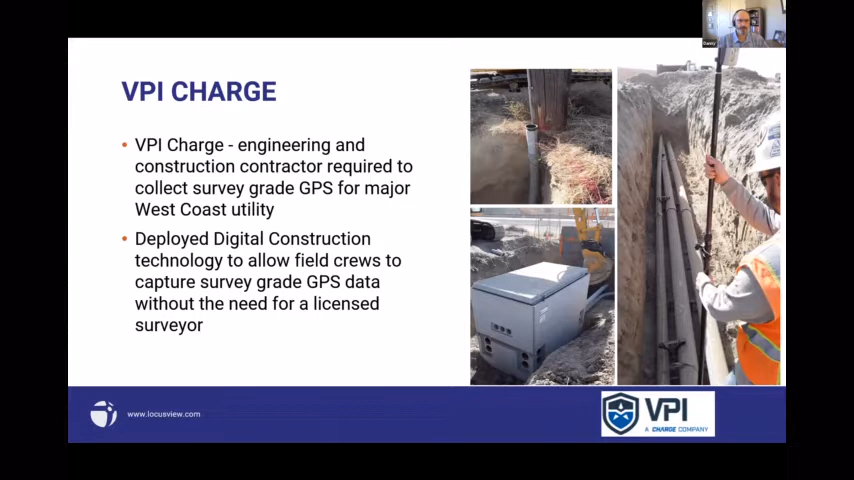 Danny
VPI CHARGE
• VPI Charge - engineering and
construction contractor required to
collect survey grade GPS for major
West Coast utility
• Deployed Digital Construction
technology to allow field crews to
capture survey grade GPS data
without the need for a licensed
surveyor
www.locusview.com
VPI
A CHARGE COMPANY